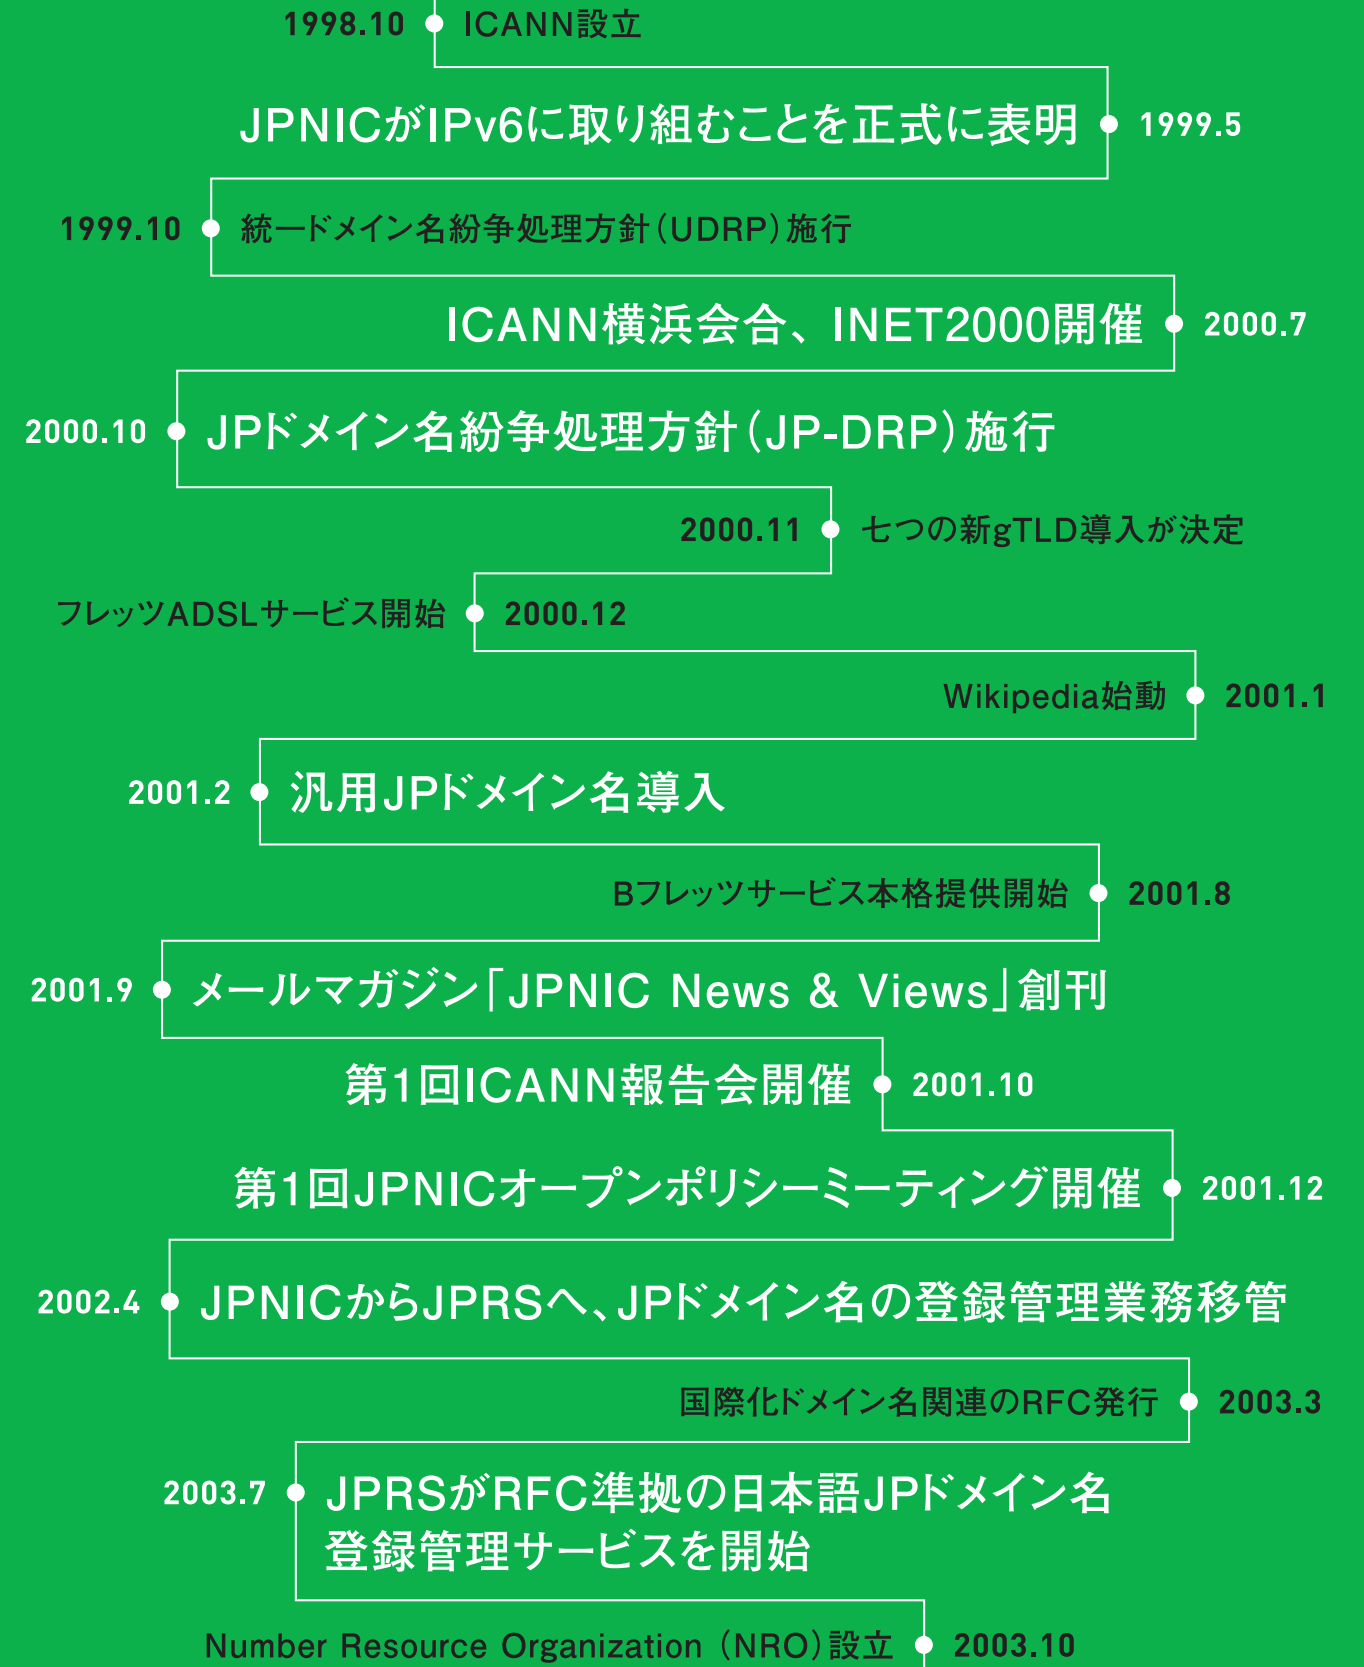 1998.10 ICANN設立
JPNICがIPv6に取り組むことを正式に表明 1999.5
1999.10 統一ドメイン名紛争処理方針（UDRP）施行
ICANN横浜会合、INET2000開催 2000.7
2000.10 JPドメイン名紛争処理方針（JP-DRP）施行
2000.11 七つの新gTLD導入が決定
フレッツADSLサービス開始 2000.12
Wikipedia始動 2001.1
2001.2 汎用JPドメイン名導入
Bフレッツサービス本格提供開始 2001.8
2001.9 メールマガジン「JPNIC News & Views」創刊
第1回ICANN報告会開催 2001.10
第1回JPNICオープンポリシーミーティング開催 2001.12
2002.4 JPNICからJPRSへ、JPドメイン名の登録管理業務移管
国際化ドメイン名関連のRFC発行 2003.3
2003.7 JPRSがRFC準拠の日本語JPドメイン名
登録管理サービスを開始
Number Resource Organization（NRO）設立 2003.10